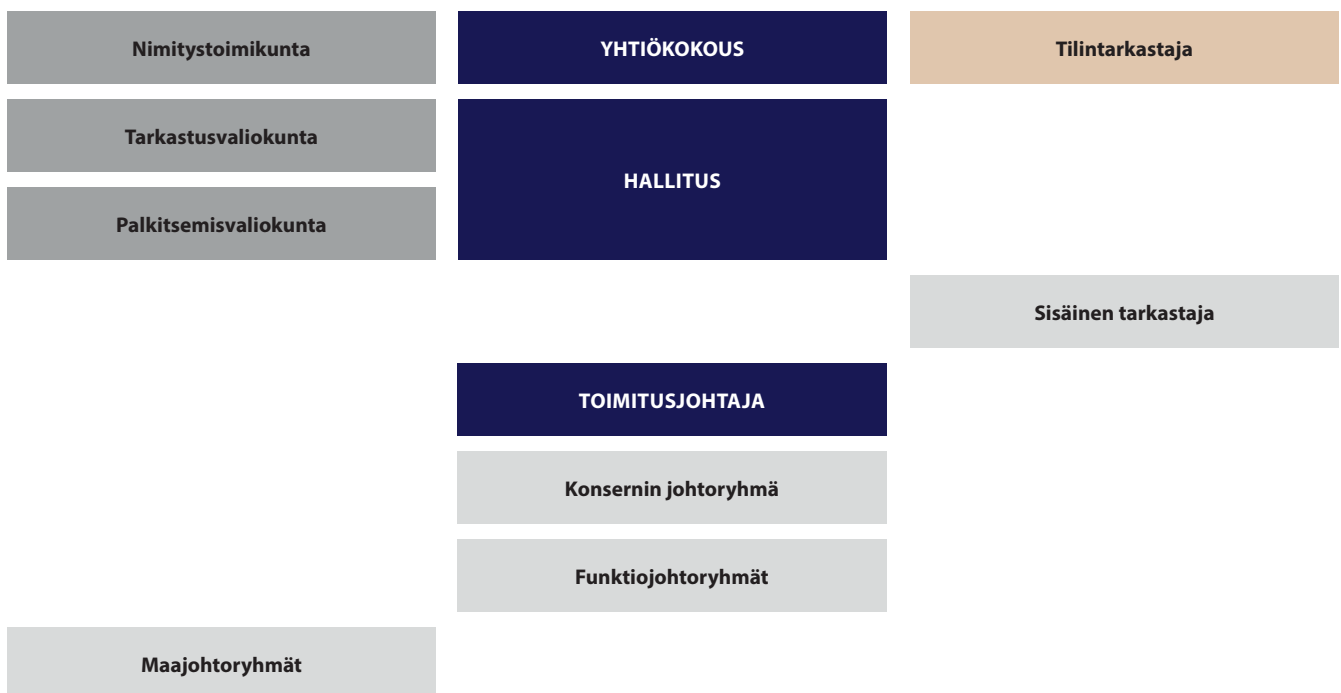 Nimitystoimikunta
YHTIÖKOKOUS
Tilintarkastaja
Tarkastusvaliokunta
HALLITUS
Palkitsemisvaliokunta
Sisäinen tarkastaja
TOIMITUSJOHTAJA
Konsernin johtoryhmä
Funktiojohtoryhmät
Maajohtoryhmät